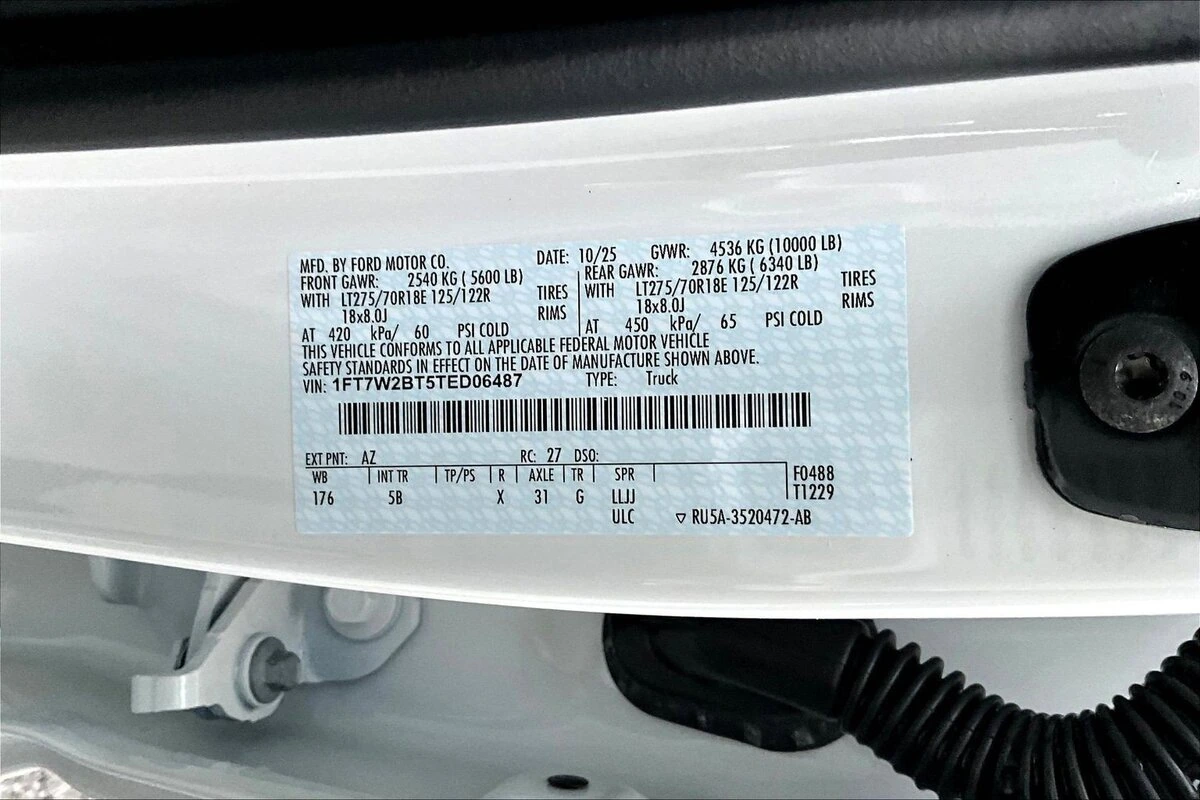 MFD. BY FORD MOTOR CO. DATE: 10/25 GVWR: 4536 KG (10000 LB)
FRONT GAWR: 2540 KG ( 5600 LB) REAR GAWR: 2876 KG ( 6340 LB)
WITH LT275/70R18E 125/122R TIRES WITH LT275/70R18E 125/122R TIRES
18x8.0J RIMS 18x8.0J RIMS
AT 420 kPa/ 60 PSI COLD AT 450 kPa/ 65 PSI COLD
THIS VEHICLE CONFORMS TO ALL APPLICABLE FEDERAL MOTOR VEHICLE
SAFETY STANDARDS IN EFFECT ON THE DATE OF MANUFACTURE SHOWN ABOVE.
VIN: 1FT7W2BT5TED06487 TYPE: Truck
EXT PNT: AZ RC: 27 DSO:
WB INT TR TP/PS R AXLE TR SPR F0488
176 5B X 31 G LLJJ T1229
ULC ▽ RU5A-3520472-AB
10.9